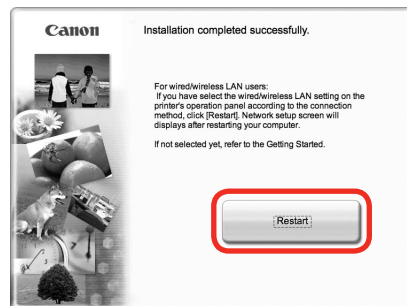 Canon
Installation completed successfully.
For wired/wireless LAN users:
If you have select the wired/wireless LAN setting on the
printer's operation panel according to the connection
method, click [Restart]. Network setup screen will
displays after restarting your computer.
If not selected yet, refer to the Getting Started.
Restart